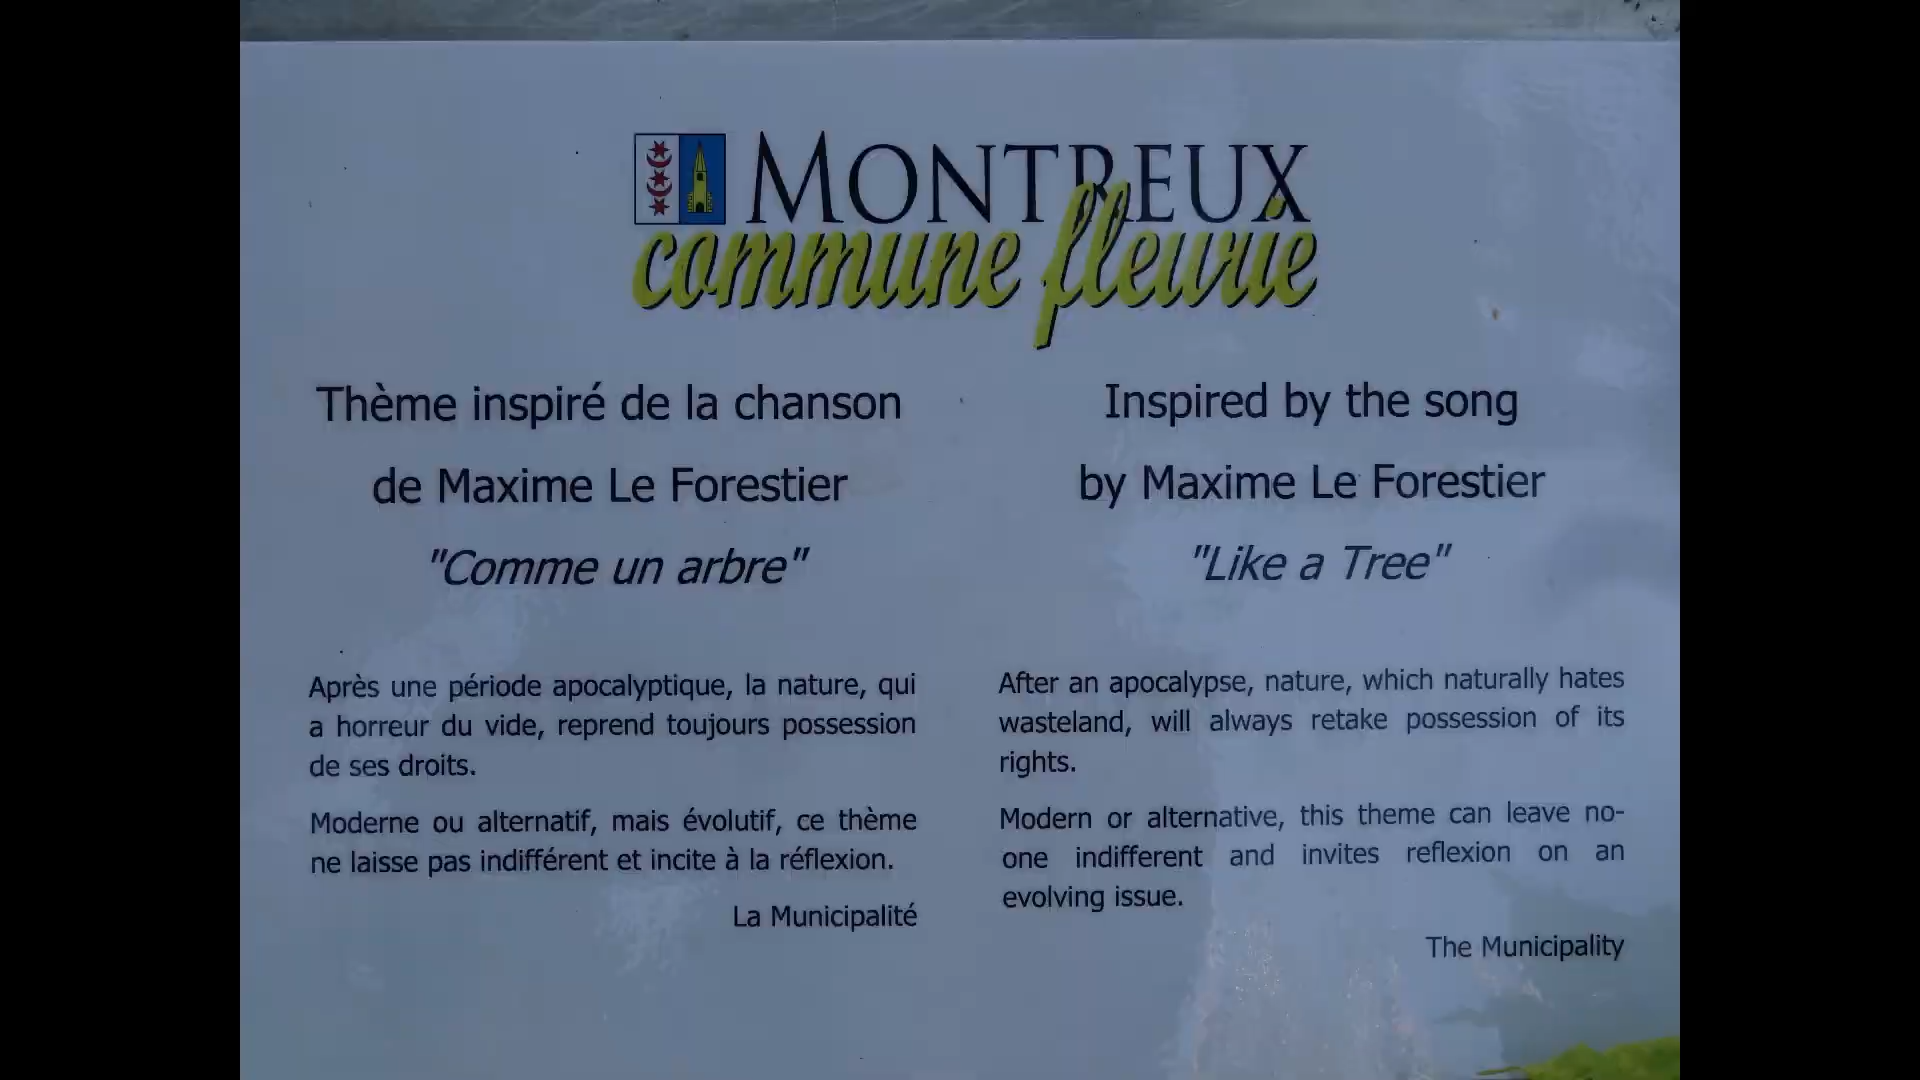 MONTREUX
commune fleurie
Thème inspiré de la chanson
de Maxime Le Forestier
"Comme un arbre"
Après une période apocalyptique, la nature, qui
a horreur du vide, reprend toujours possession
de ses droits.
Moderne ou alternatif, mais évolutif, ce thème
ne laisse pas indifférent et incite à la réflexion.
La Municipalité
Inspired by the song
by Maxime Le Forestier
"Like a Tree"
After an apocalypse, nature, which naturally hates
wasteland, will always retake possession of its
rights.
Modern or alternative, this theme can leave no-
one indifferent and invites reflexion on an
evolving issue.
The Municipality